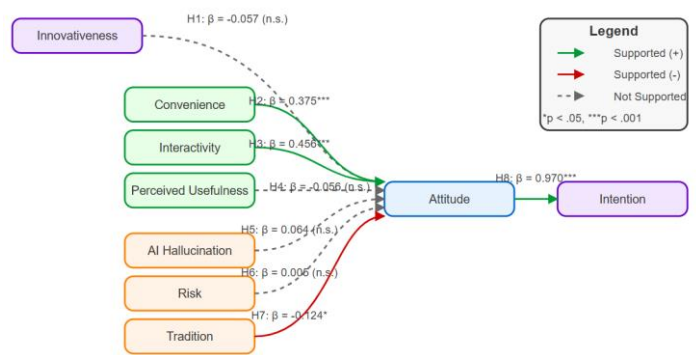 H1: β = -0.057 (n.s.)
Innovativeness
Legend
Supported (+)
Supported (-)
Not Supported
*p < .05, ***p < .001
Convenience
H2: β = 0.375***
Interactivity
H3: β = 0.456***
Perceived Usefulness
H4: β = -0.056 (n.s.)
Attitude
H8: β = 0.970***
Intention
H5: β = 0.064 (n.s.)
AI Hallucination
H6: β = 0.005 (n.s.)
Risk
H7: β = -0.124*
Tradition